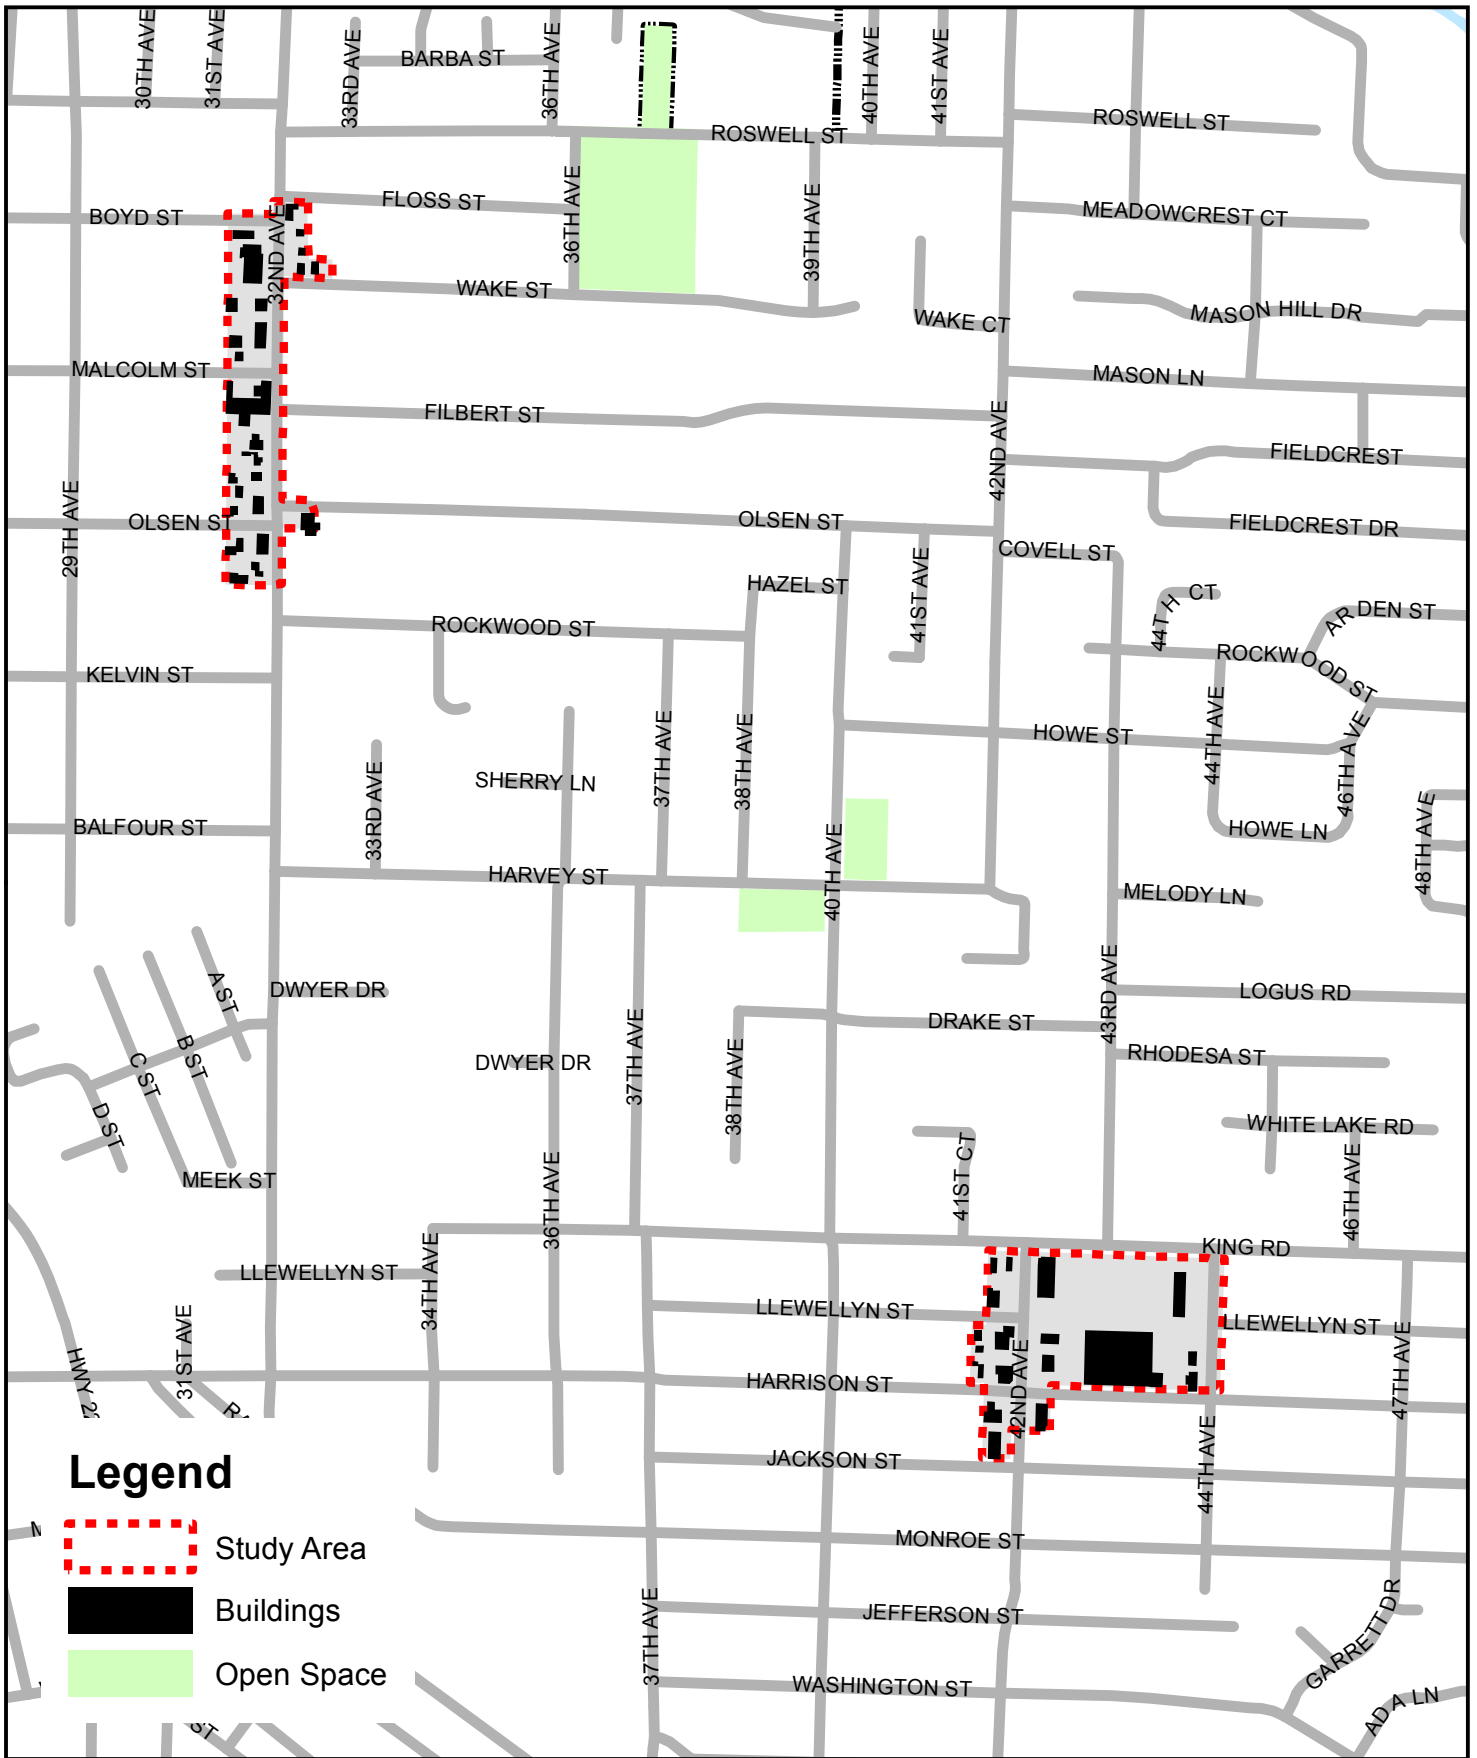 30TH AVE
31ST AVE
33RD AVE
BARBA ST
36TH AVE
40TH AVE
41ST AVE
ROSWELL ST
ROSWELL ST
BOYD ST
32ND AVE
FLOSS ST
36TH AVE
39TH AVE
MEADOWCREST CT
WAKE ST
WAKE CT
MASON HILL DR
MALCOLM ST
MASON LN
FILBERT ST
42ND AVE
FIELDCREST
29TH AVE
OLSEN ST
OLSEN ST
FIELDCREST DR
COVELL ST
HAZEL ST
41ST AVE
44TH CT
ARDEN ST
ROCKWOOD ST
ROCKWOOD ST
KELVIN ST
37TH AVE
38TH AVE
HOWE ST
44TH AVE
46TH AVE
33RD AVE
SHERRY LN
BALFOUR ST
40TH AVE
HOWE LN
48TH AVE
HARVEY ST
MELODY LN
A ST
DWYER DR
43RD AVE
LOGUS RD
B ST
C ST
D ST
DWYER DR
37TH AVE
38TH AVE
DRAKE ST
RHODESA ST
WHITE LAKE RD
MEEK ST
36TH AVE
41ST CT
46TH AVE
KING RD
LLEWELLYN ST
34TH AVE
LLEWELLYN ST
LLEWELLYN ST
31ST AVE
HARRISON ST
42ND AVE
47TH AVE
JACKSON ST
44TH AVE
MONROE ST
37TH AVE
JEFFERSON ST
GARRETT DR
WASHINGTON ST
ADA LN
HWY
ST
Legend
Study Area
Buildings
Open Space